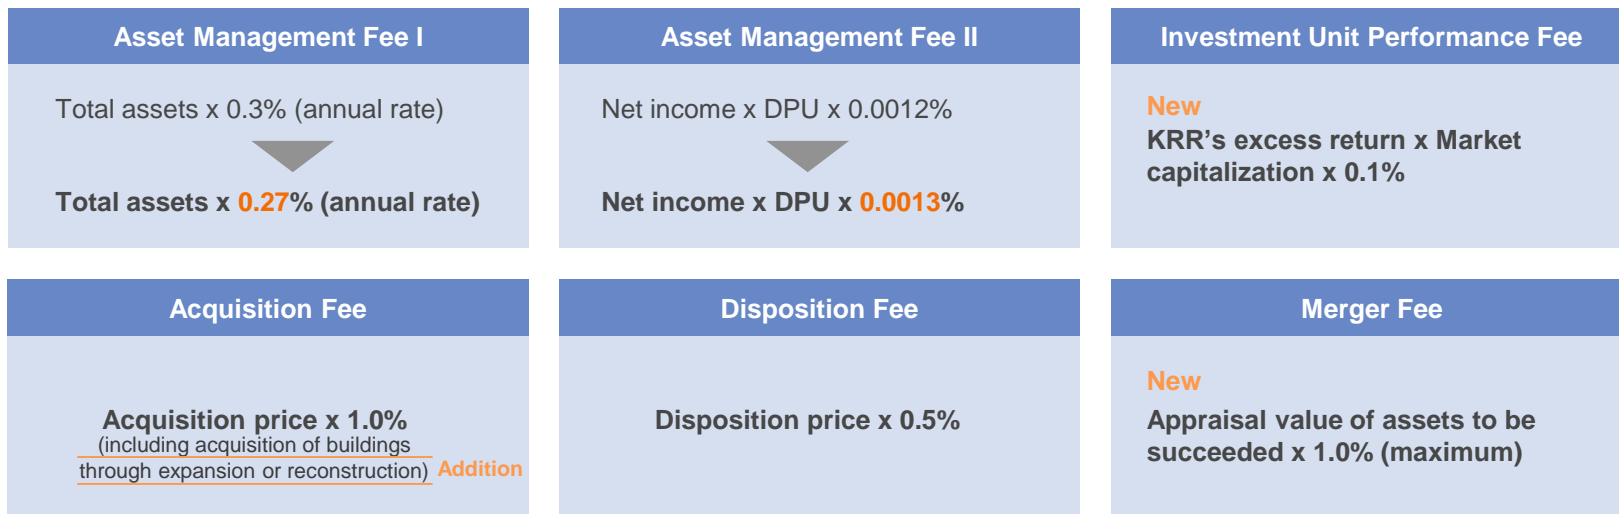 Asset Management Fee I
Total assets x 0.3% (annual rate)
Total assets x 0.27% (annual rate)
Asset Management Fee II
Net income x DPU x 0.0012%
Net income x DPU x 0.0013%
Investment Unit Performance Fee
New
KRR's excess return x Market
capitalization x 0.1%
Acquisition Fee
Acquisition price x 1.0%
(including acquisition of buildings
through expansion or reconstruction) Addition
Disposition Fee
Disposition price x 0.5%
Merger Fee
New
Appraisal value of assets to be
succeeded x 1.0% (maximum)